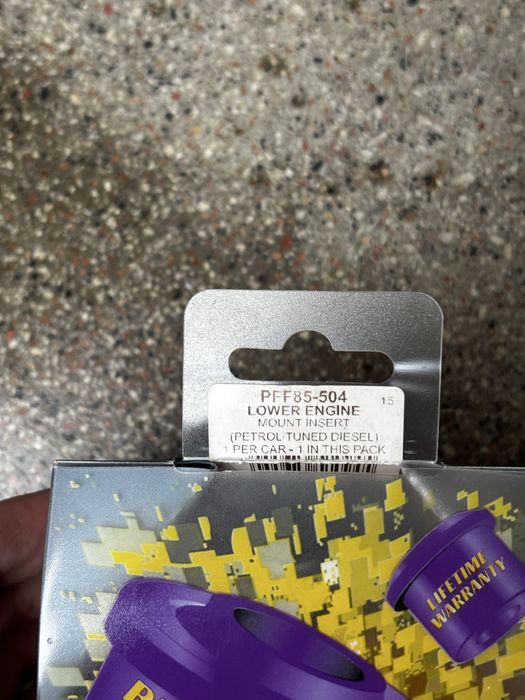 PFF85-504 15
LOWER ENGINE
MOUNT INSERT
(PETROL/TUNED DIESEL)
1 PER CAR - 1 IN THIS PACK
LIFETIME
WARRANTY